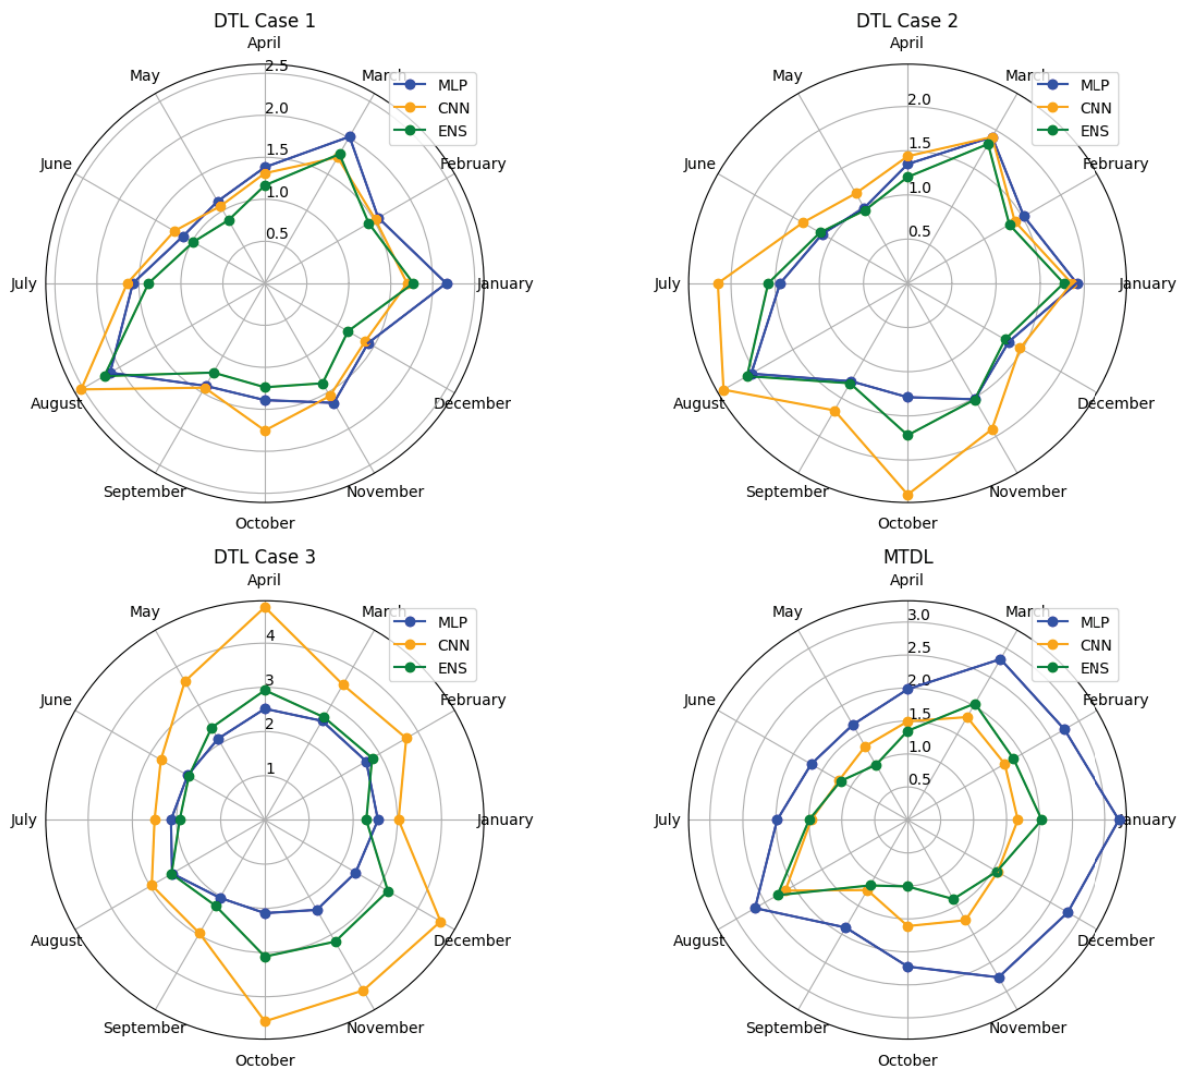 DTL Case 1
April
May
March
June
February
July
January
August
December
September
November
October
0.5
1.0
1.5
2.0
2.5
MLP
CNN
ENS
DTL Case 2
April
May
March
June
February
July
January
August
December
September
November
October
0.5
1.0
1.5
2.0
MLP
CNN
ENS
DTL Case 3
April
May
March
June
February
July
January
August
December
September
November
October
1
2
3
4
MLP
CNN
ENS
MTDL
April
May
March
June
February
July
January
August
December
September
November
October
0.5
1.0
1.5
2.0
2.5
3.0
MLP
CNN
ENS